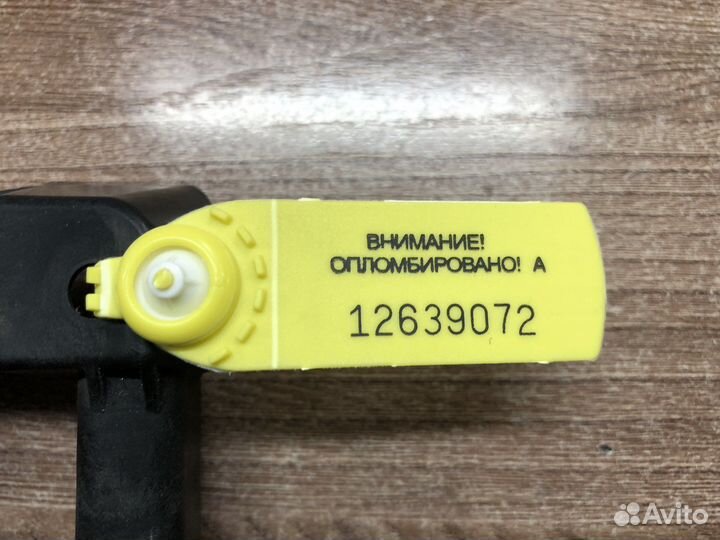 ВНИМАНИЕ!
ОПЛОМБИРОВАНО! А
12639072
Avito